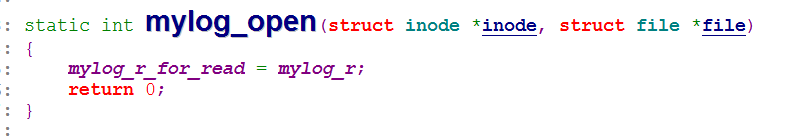 static int mylog_open(struct inode *inode, struct file *file)
{
    mylog_r_for_read = mylog_r;
    return 0;
}